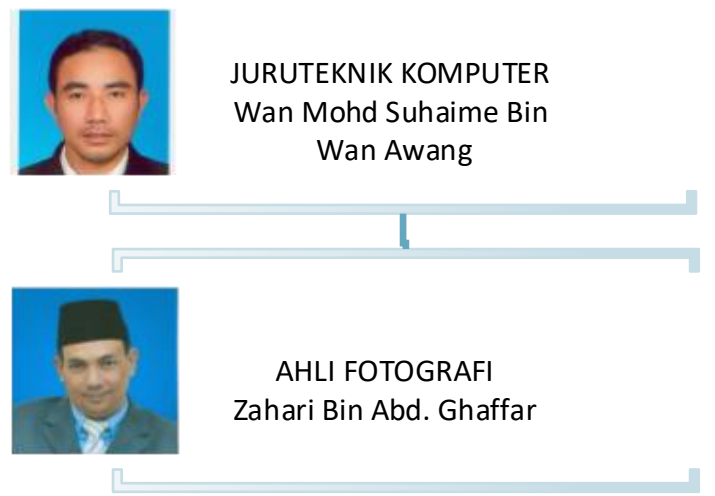 JURUTEKNIK KOMPUTER
Wan Mohd Suhaime Bin
Wan Awang
AHLI FOTOGRAFI
Zahari Bin Abd. Ghaffar